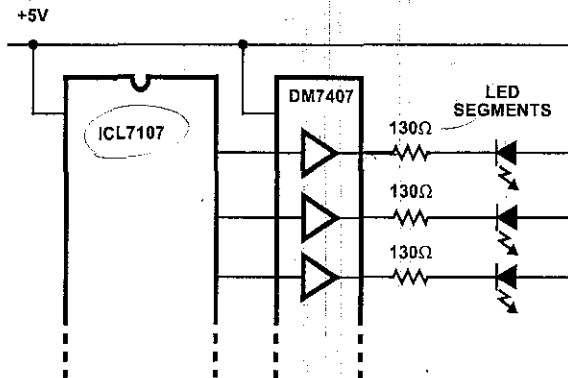 +5V
ICL7107
DM7407
LED
SEGMENTS
130Ω
130Ω
130Ω